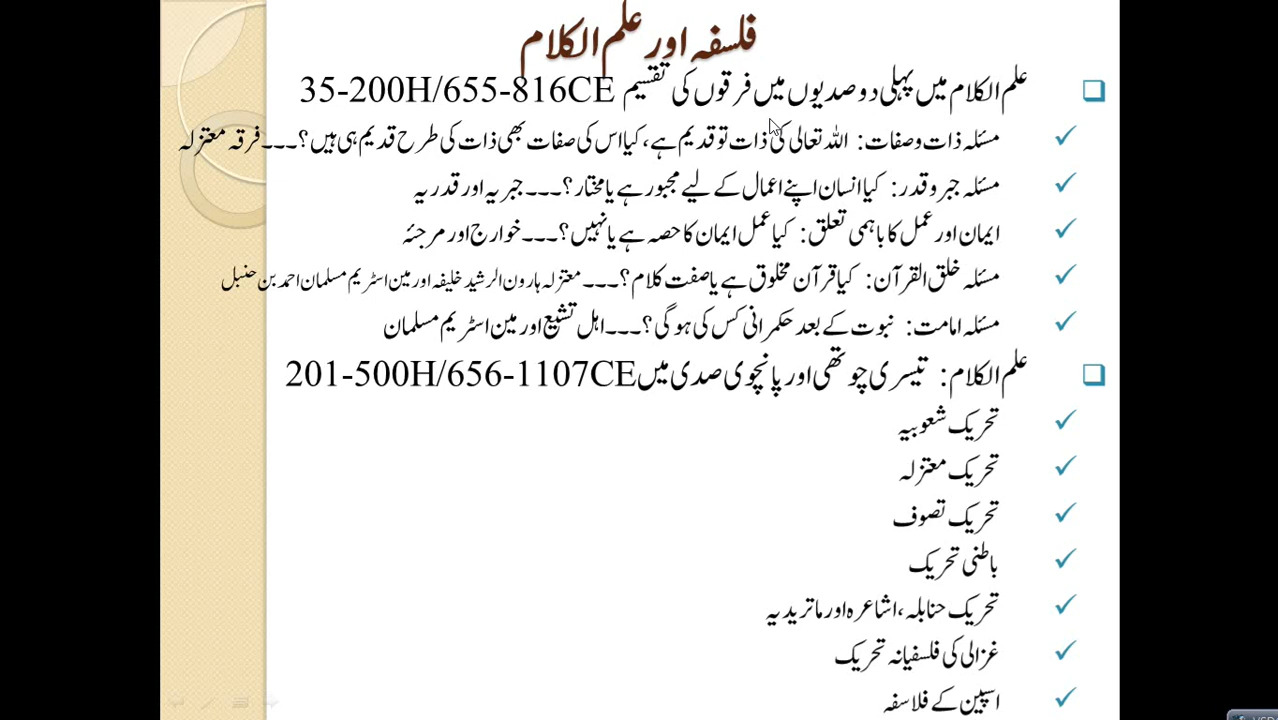 فلسفہ اور علم الکلام
علم الکلام میں پہلی دو صدیوں میں فرقوں کی تقسیم 35-200H/655-816CE
مسئلہ ذات و صفات: اللہ تعالی کی ذات تو قدیم ہے، کیا اس کی صفات بھی ذات کی طرح قدیم ہی ہیں؟۔۔۔ فرقہ معتزلہ
مسئلہ جبر و قدر: کیا انسان اپنے اعمال کے لیے مجبور ہے یا مختار؟۔۔۔ جبریہ اور قدریہ
ایمان اور عمل کا باہمی تعلق: کیا عمل ایمان کا حصہ ہے یا نہیں؟۔۔۔ خوارج اور مرجئہ
مسئلہ خلق القرآن: کیا قرآن مخلوق ہے یا صفت کلام؟۔۔۔ معتزلہ ہارون الرشید خلیفہ اور مین اسٹریم مسلمان احمد بن حنبل
مسئلہ امامت: نبوت کے بعد حکمرانی کس کی ہو گی؟۔۔۔ اہل تشیع اور مین اسٹریم مسلمان
علم الکلام: تیسری چوتھی اور پانچوی صدی میں 201-500H/656-1107CE
تحریک شعوبیہ
تحریک معتزلہ
تحریک تصوف
باطنی تحریک
تحریک حنابلہ، اشاعرہ اور ماتریدیہ
غزالی کی فلسفیانہ تحریک
اسپین کے فلاسفہ